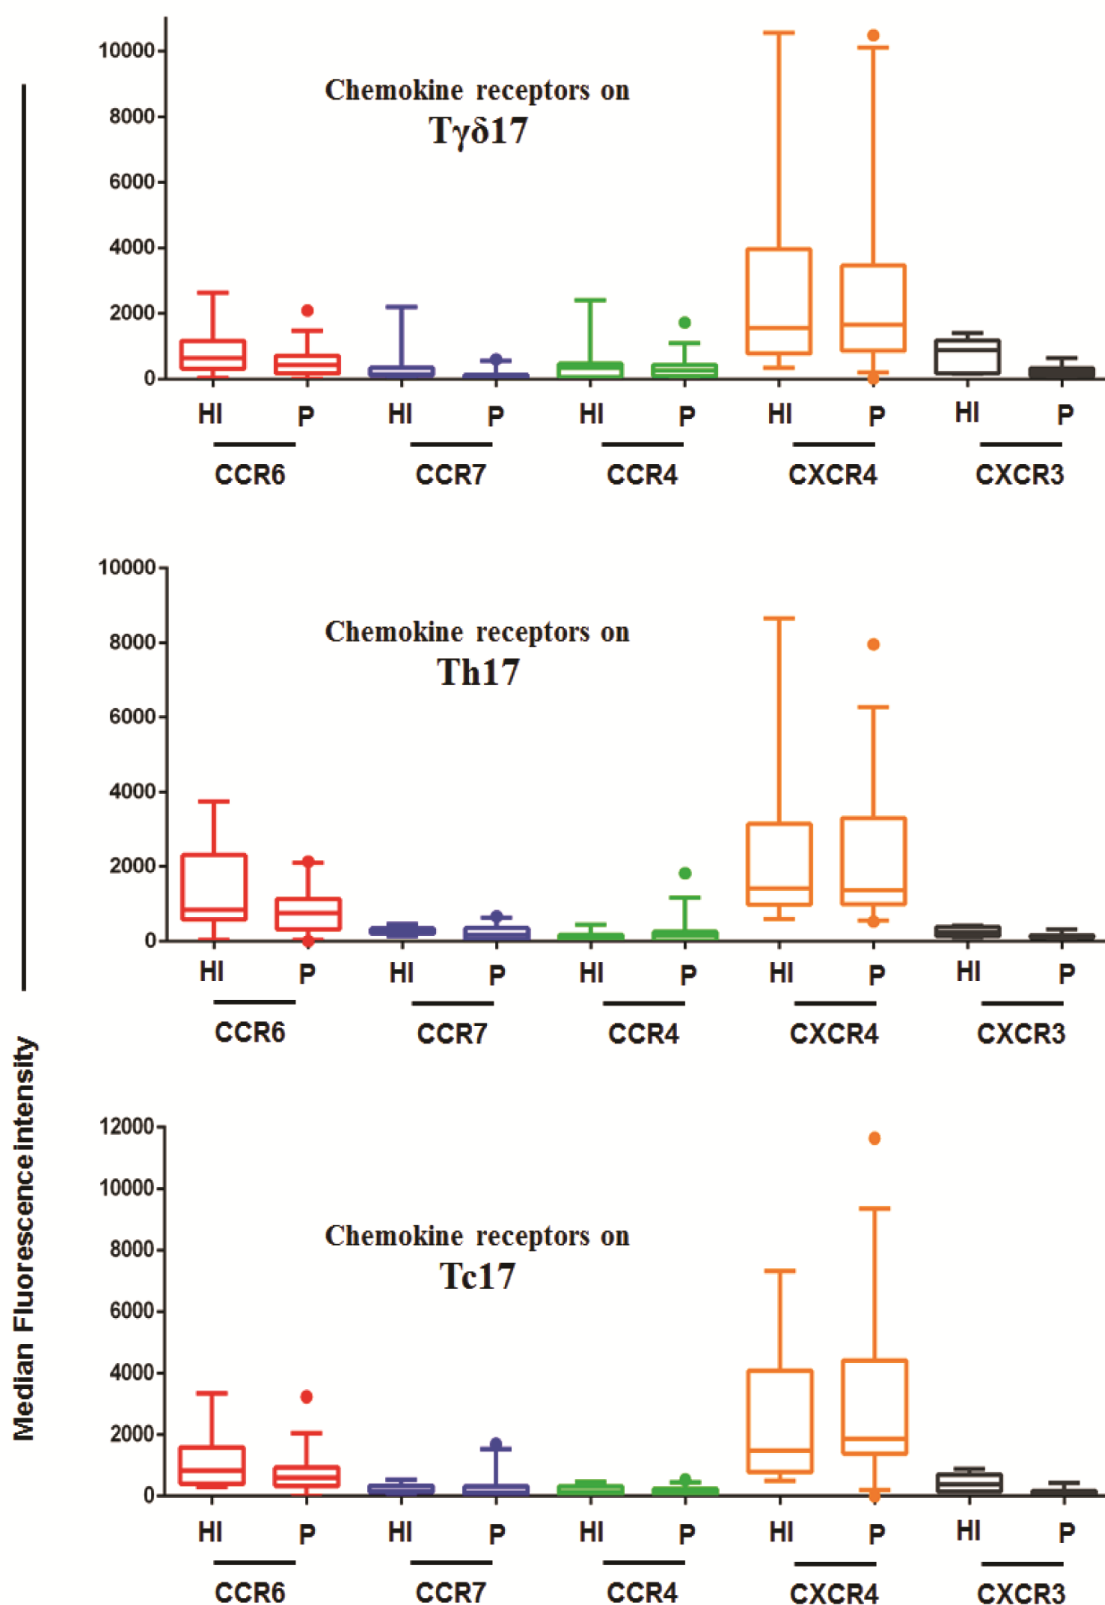 Median Fluorescence intensity
Chemokine receptors on
Tγδ17
10000
8000
6000
4000
2000
0
HI P HI P HI P HI P HI P
CCR6 CCR7 CCR4 CXCR4 CXCR3
Chemokine receptors on
Th17
10000
8000
6000
4000
2000
0
HI P HI P HI P HI P HI P
CCR6 CCR7 CCR4 CXCR4 CXCR3
Chemokine receptors on
Tc17
12000
10000
8000
6000
4000
2000
0
HI P HI P HI P HI P HI P
CCR6 CCR7 CCR4 CXCR4 CXCR3